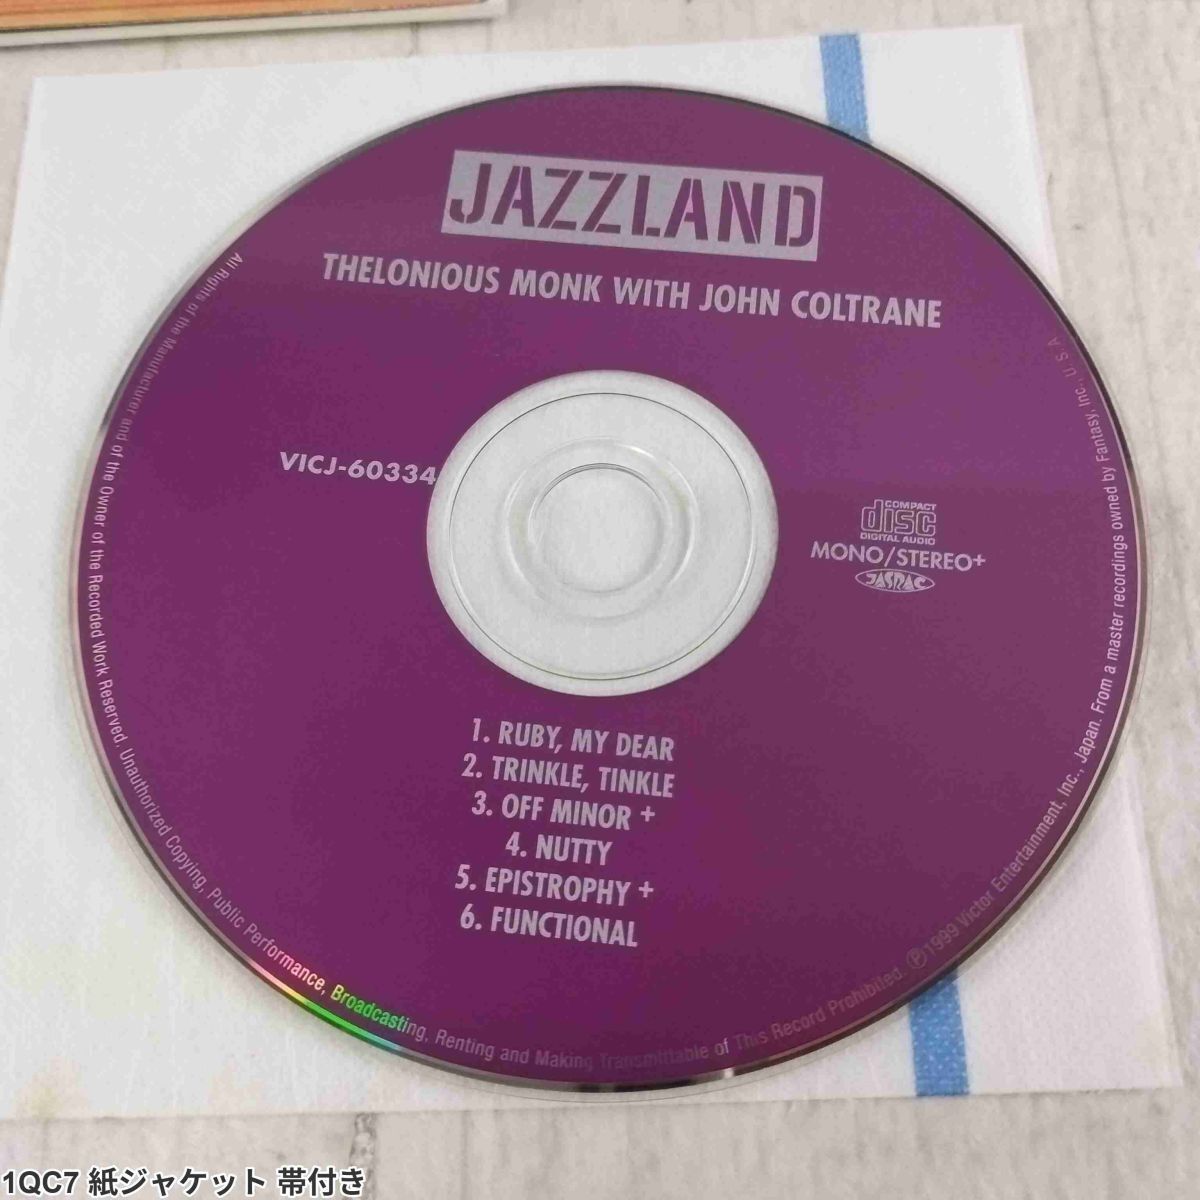 JAZZLAND
THELONIOUS MONK WITH JOHN COLTRANE
VICJ-60334
COMPACT
disc
DIGITAL AUDIO
MONO/STEREO+
JASRAC
1. RUBY, MY DEAR
2. TRINKLE, TINKLE
3. OFF MINOR +
4. NUTTY
5. EPISTROPHY +
6. FUNCTIONAL
All Rights of the Manufacturer and of the Owner of the Recorded Work Reserved. Unauthorized Copying, Public Performance, Broadcasting, Renting and Making Transmittable of This Record Prohibited. ℗1999 Victor Entertainment, Inc., Japan. From a master recordings owned by Fantasy, Inc., U.S.A
1QC7 紙ジャケット 帯付き